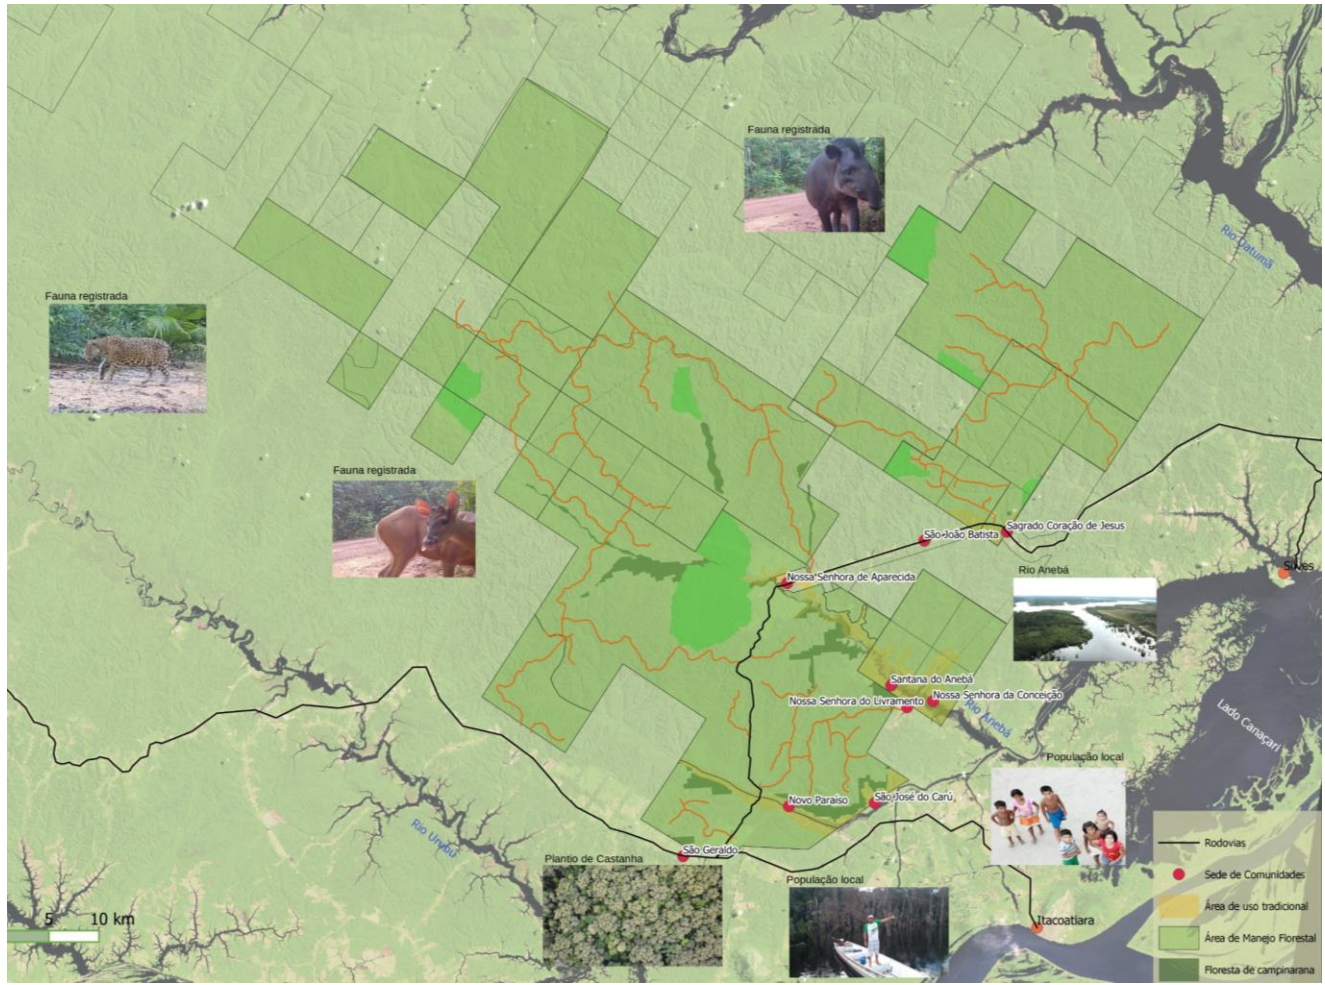 Fauna registrada
Rio Uatumã
Fauna registrada
Fauna registrada
Sagrado Coração de Jesus
São João Batista
Rio Anebá
Silves
Nossa Senhora de Aparecida
Santana do Anebá
Nossa Senhora da Conceição
Nossa Senhora do Livramento
Rio Anebá
Lado Canaçari
População local
Novo Paraíso
São José do Carú
Rio Urubú
São Geraldo
Plantio de Castanha
População local
Rodovias
Sede de Comunidades
Área de uso tradicional
Área de Manejo Florestal
Floresta de campinarana
Itacoatiara
5 10 km